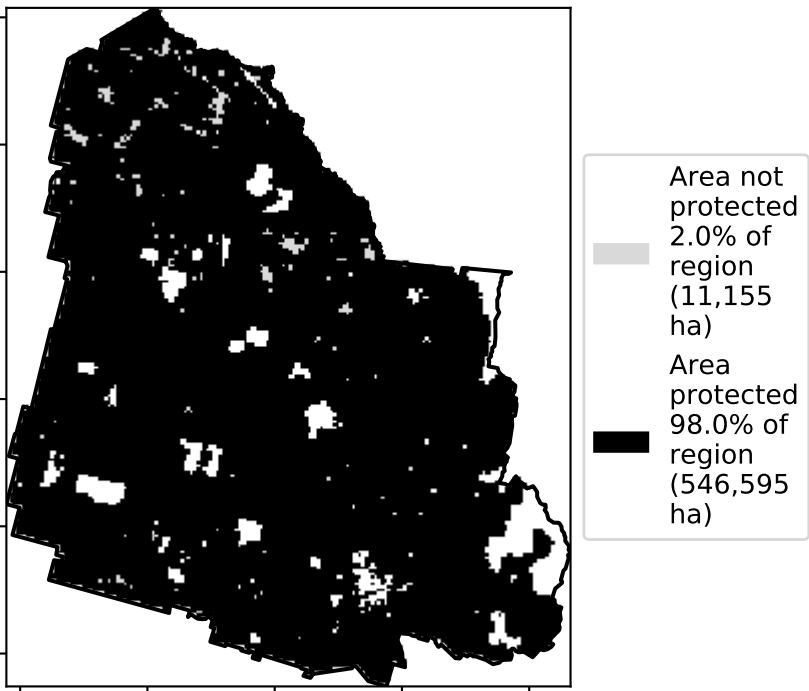 Area not
protected
2.0% of
region
(11,155
ha)
Area
protected
98.0% of
region
(546,595
ha)